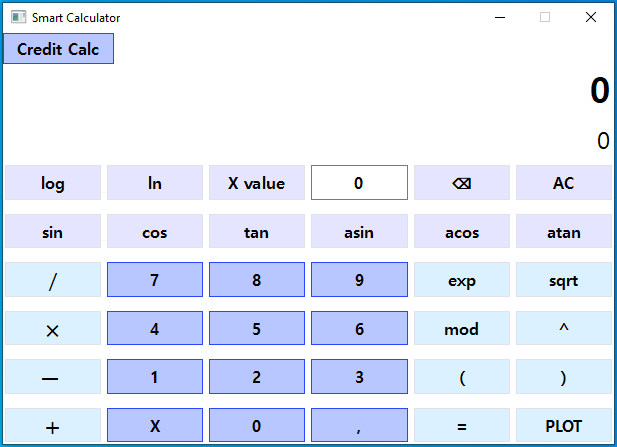 Smart Calculator
Credit Calc
0
0
log ln X value 0 ⌫ AC
sin cos tan asin acos atan
/ 7 8 9 exp sqrt
× 4 5 6 mod ^
— 1 2 3 ( )
+ X 0 , = PLOT